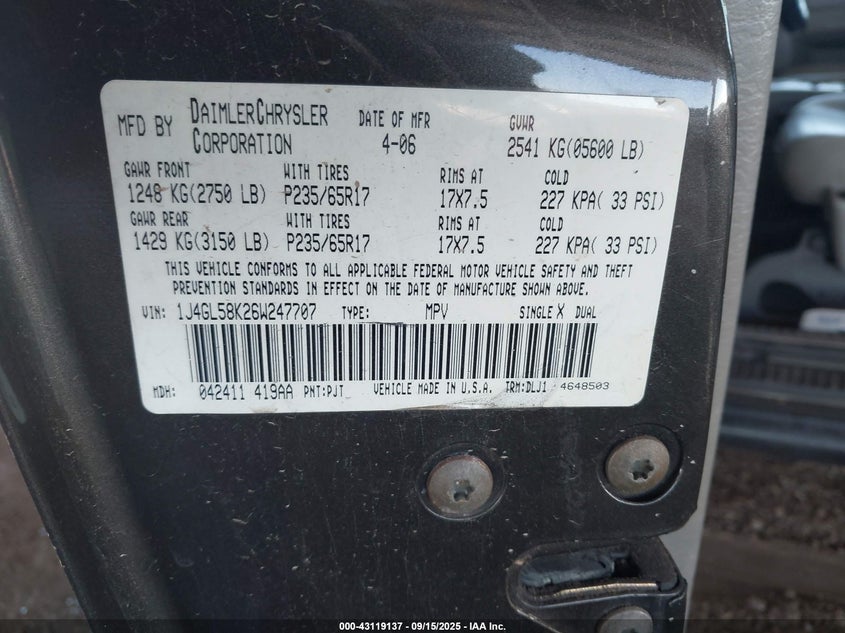 MFD BY DAIMLERCHRYSLER CORPORATION DATE OF MFR 4-06 GVWR 2541 KG(05600 LB)
GAWR FRONT WITH TIRES RIMS AT COLD
1248 KG(2750 LB) P235/65R17 17X7.5 227 KPA( 33 PSI)
GAWR REAR WITH TIRES RIMS AT COLD
1429 KG(3150 LB) P235/65R17 17X7.5 227 KPA( 33 PSI)
THIS VEHICLE CONFORMS TO ALL APPLICABLE FEDERAL MOTOR VEHICLE SAFETY AND THEFT
PREVENTION STANDARDS IN EFFECT ON THE DATE OF MANUFACTURE SHOWN ABOVE.
VIN: 1J4GL58K26W247707 TYPE: MPV SINGLE X DUAL
MDH: 042411 419AA PNT:PJT VEHICLE MADE IN U.S.A. TRM:DLJ1 4648503
000-43119137 - 09/15/2025 - IAA Inc.